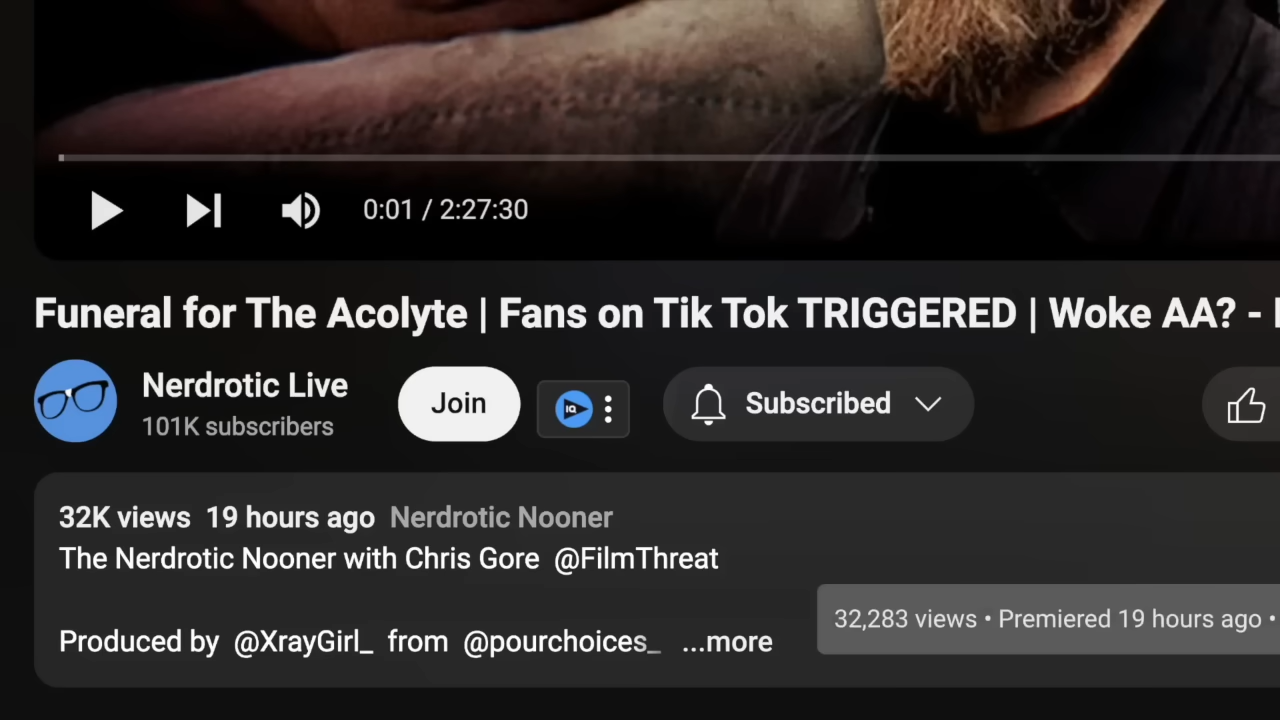 0:01 / 2:27:30
Funeral for The Acolyte | Fans on Tik Tok TRIGGERED | Woke AA? -
Nerdrotic Live
101K subscribers
Join
IQ
Subscribed
32K views 19 hours ago Nerdrotic Nooner
The Nerdrotic Nooner with Chris Gore @FilmThreat
32,283 views • Premiered 19 hours ago •
Produced by @XrayGirl_ from @pourchoices_ ...more